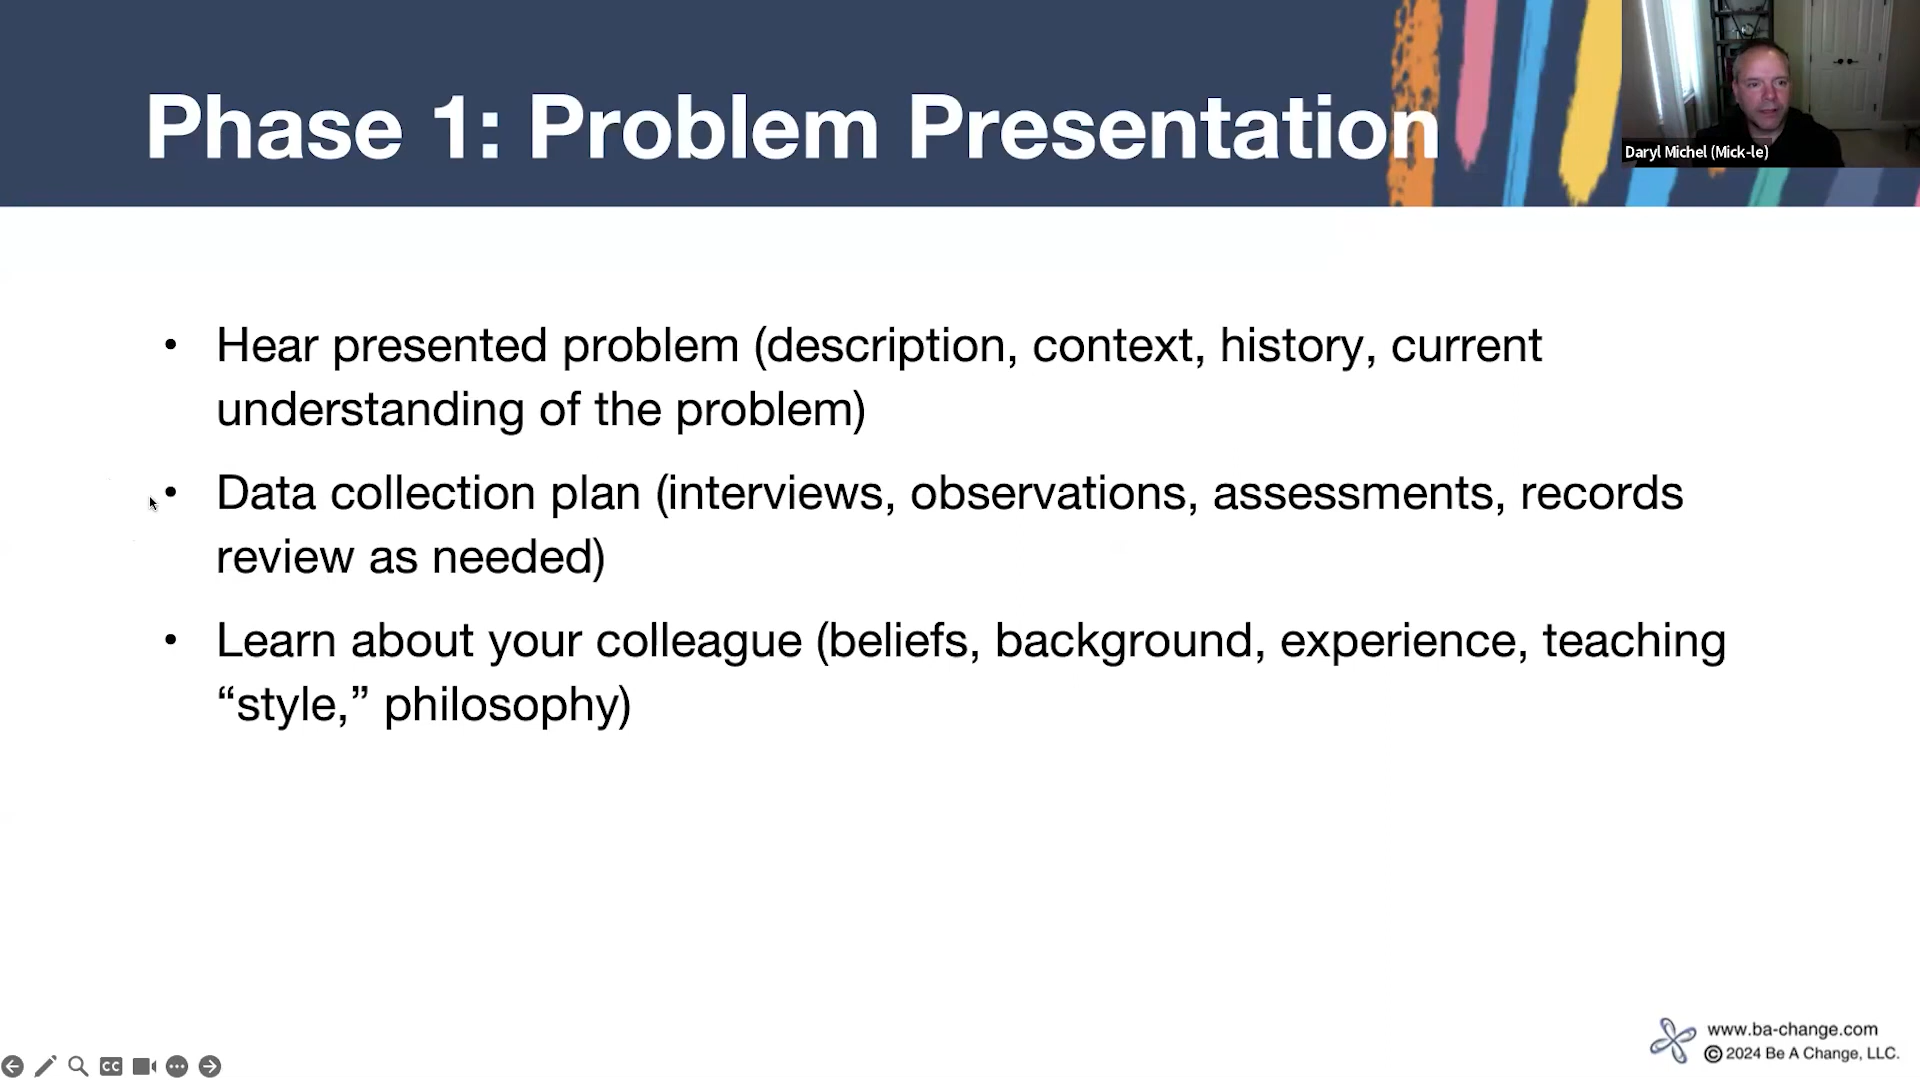 Phase 1: Problem Presentation
Daryl Michel (Mick-le)
• Hear presented problem (description, context, history, current
understanding of the problem)
• Data collection plan (interviews, observations, assessments, records
review as needed)
• Learn about your colleague (beliefs, background, experience, teaching
“style,” philosophy)
www.ba-change.com
© 2024 Be A Change, LLC.
CC